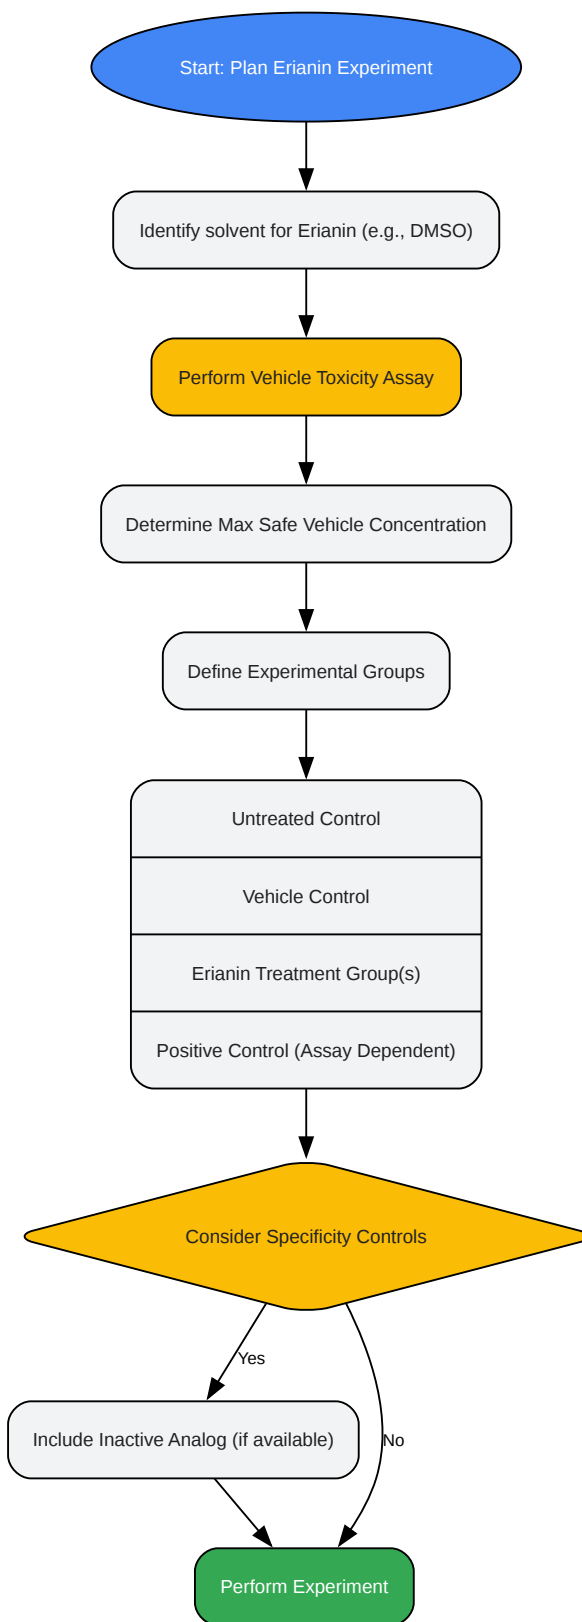 Start: Plan Erianin Experiment
Identify solvent for Erianin (e.g., DMSO)
Perform Vehicle Toxicity Assay
Determine Max Safe Vehicle Concentration
Define Experimental Groups
Untreated Control
Vehicle Control
Erianin Treatment Group(s)
Positive Control (Assay Dependent)
Consider Specificity Controls
Yes
Include Inactive Analog (if available)
No
Perform Experiment